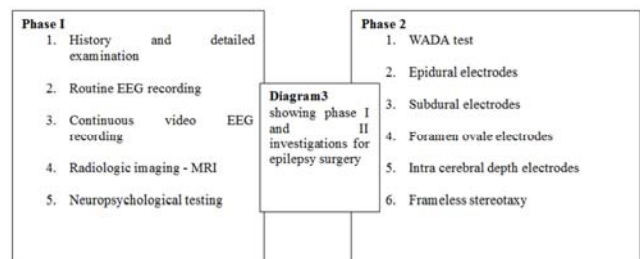 Phase I
1. History and detailed
examination
2. Routine EEG recording
3. Continuous video EEG
recording
4. Radiologic imaging - MRI
5. Neuropsychological testing
Diagram3
showing phase I
and II
investigations for
epilepsy surgery
Phase 2
1. WADA test
2. Epidural electrodes
3. Subdural electrodes
4. Foramen ovale electrodes
5. Intra cerebral depth electrodes
6. Frameless stereotaxy